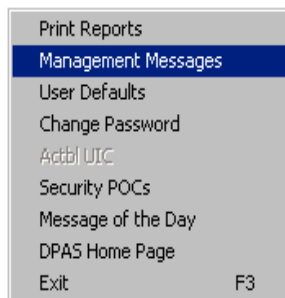 Print Reports
Management Messages
User Defaults
Change Password
Actbl UIC
Security POCs
Message of the Day
DPAS Home Page
Exit F3